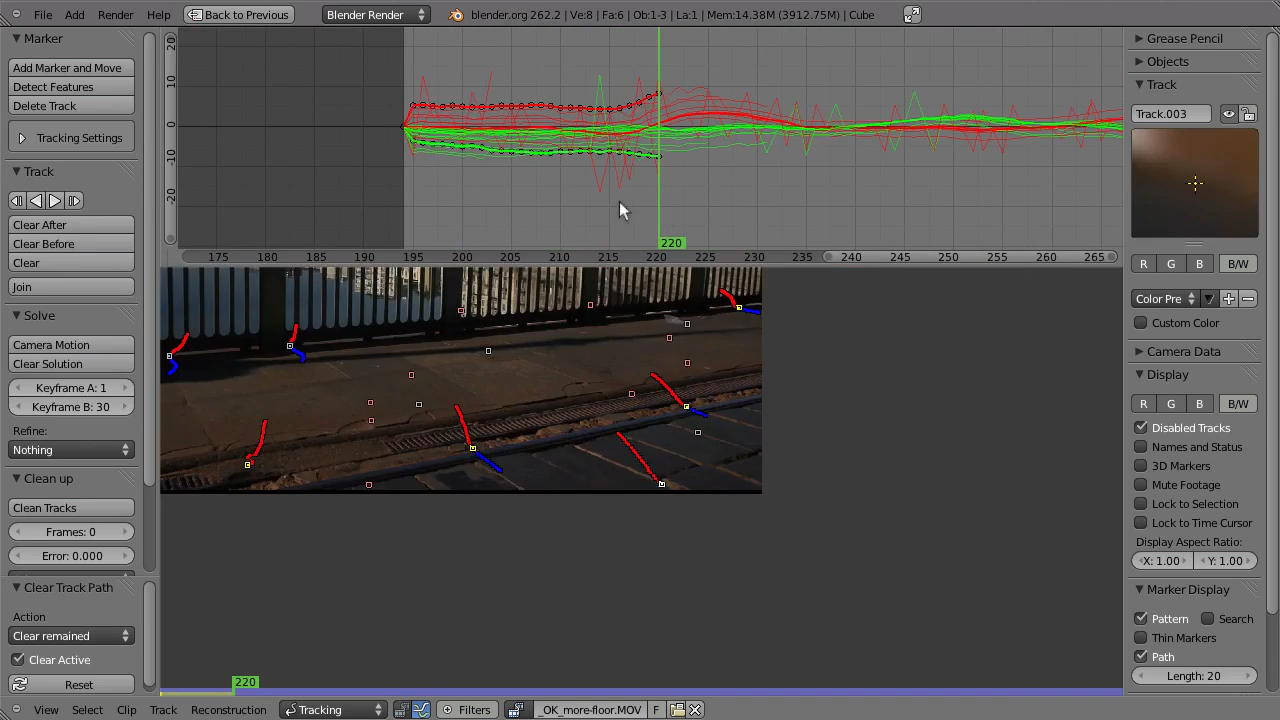 File Add Render Help Back to Previous Blender Render blender.org 262.2 | Ve:8 | Fa:6 | Ob:1-3 | La:1 | Mem:14.38M (3912.75M) | Cube
Marker
Add Marker and Move
Detect Features
Delete Track
Tracking Settings
Track
Clear After
Clear Before
Clear
Join
Solve
Camera Motion
Clear Solution
Keyframe A: 1
Keyframe B: 30
Refine:
Nothing
Clean up
Clean Tracks
Frames: 0
Error: 0.000
Clear Track Path
Action
Clear remained
Clear Active
Reset
20
10
0
-10
-20
220
175 180 185 190 195 200 205 210 215 220 225 230 235 240 245 250 255 260 265
220
Grease Pencil
Objects
Track
Track.003
R G B B/W
Color Pre
Custom Color
Camera Data
Display
R G B B/W
Disabled Tracks
Names and Status
3D Markers
Mute Footage
Lock to Selection
Lock to Time Cursor
Display Aspect Ratio:
X: 1.00 Y: 1.00
Marker Display
Pattern Search
Thin Markers
Path
Length: 20
View Select Clip Track Reconstruction Tracking Filters _OK_more-floor.MOV F